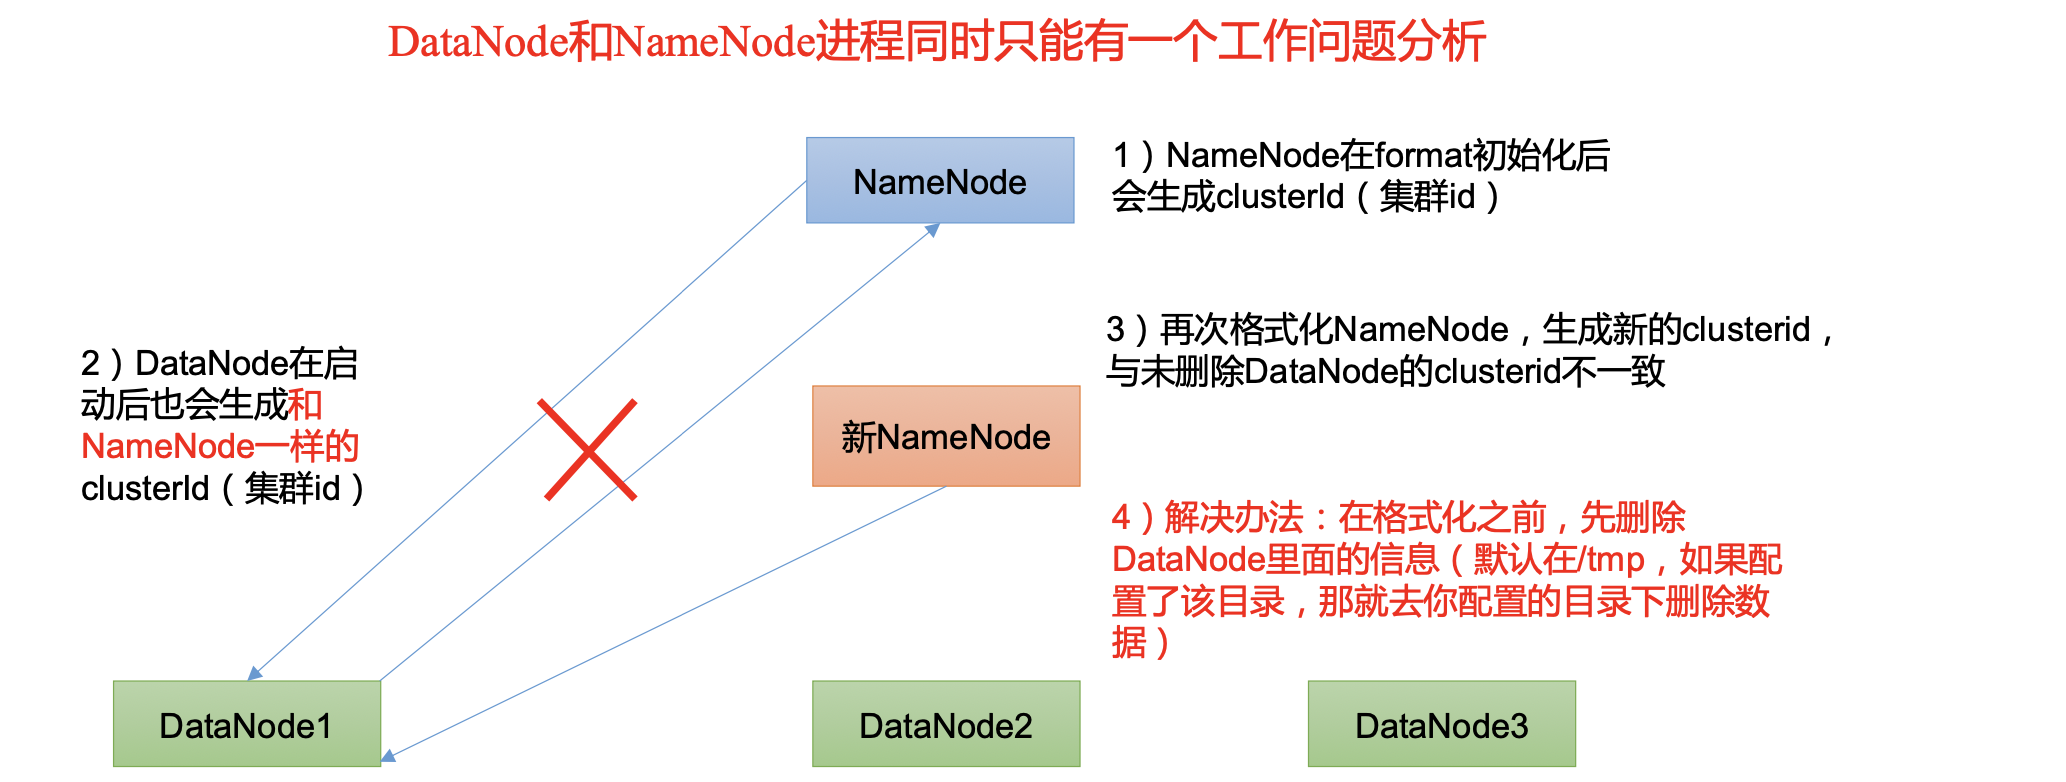 DataNode和NameNode进程同时只能有一个工作问题分析
NameNode
1）NameNode在format初始化后
会生成clusterId（集群id）
2）DataNode在启
动后也会生成和
NameNode一样的
clusterId（集群id）
3）再次格式化NameNode，生成新的clusterid，
与未删除DataNode的clusterid不一致
新NameNode
4）解决办法：在格式化之前，先删除
DataNode里面的信息（默认在/tmp，如果配
置了该目录，那就去你配置的目录下删除数
据）
DataNode1
DataNode2
DataNode3